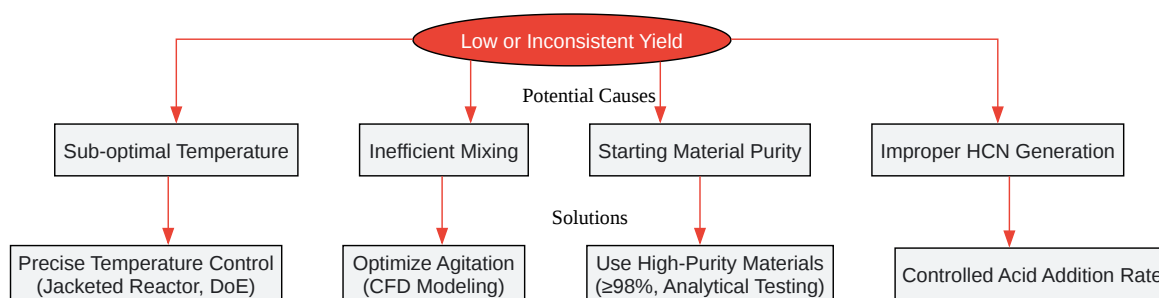 Low or Inconsistent Yield
Potential Causes
Sub-optimal Temperature
Inefficient Mixing
Starting Material Purity
Improper HCN Generation
Solutions
Precise Temperature Control
(Jacketed Reactor, DoE)
Optimize Agitation
(CFD Modeling)
Use High-Purity Materials
(≥98%, Analytical Testing)
Controlled Acid Addition Rate